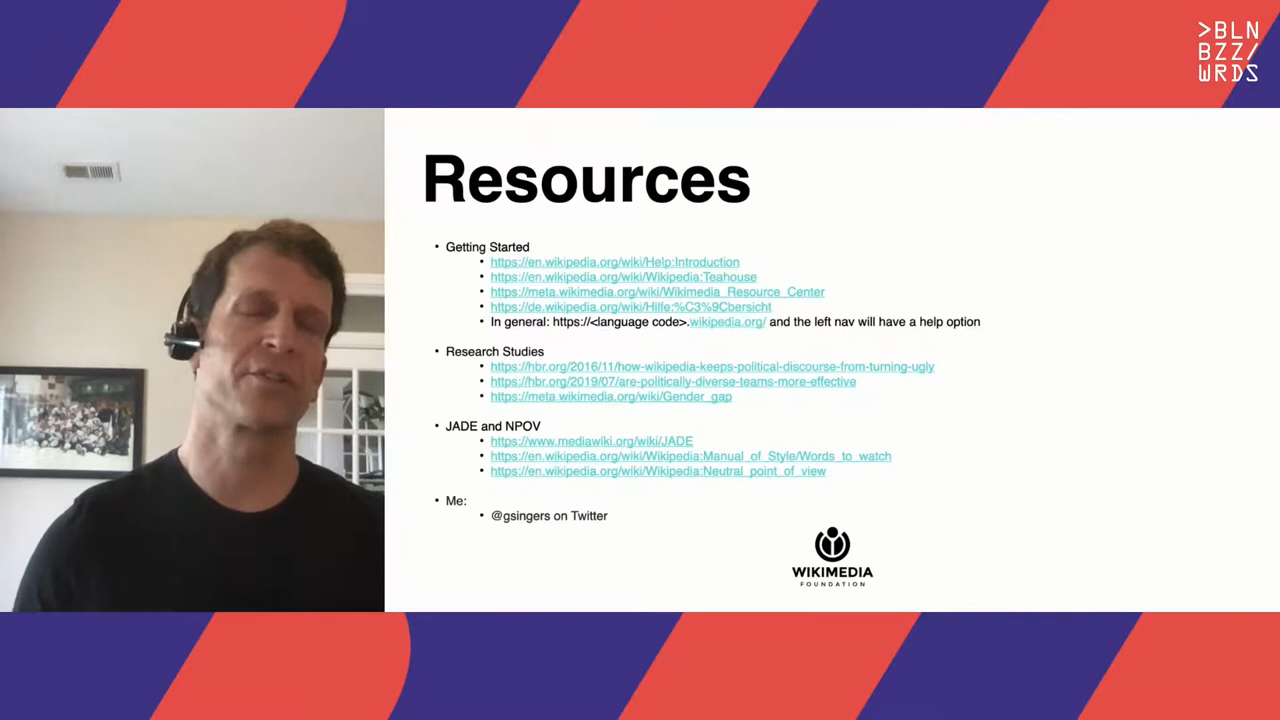 >BLN
BZZ/
WRDS
Resources
• Getting Started
• https://en.wikipedia.org/wiki/Help:Introduction
• https://en.wikipedia.org/wiki/Wikipedia:Teahouse
• https://meta.wikimedia.org/wiki/Wikimedia_Resource_Center
• https://de.wikipedia.org/wiki/Hilfe:%C3%9Cbersicht
• In general: https://<language code>.wikipedia.org/ and the left nav will have a help option
• Research Studies
• https://hbr.org/2016/11/how-wikipedia-keeps-political-discourse-from-turning-ugly
• https://hbr.org/2019/07/are-politically-diverse-teams-more-effective
• https://meta.wikimedia.org/wiki/Gender_gap
• JADE and NPOV
• https://www.mediawiki.org/wiki/JADE
• https://en.wikipedia.org/wiki/Wikipedia:Manual_of_Style/Words_to_watch
• https://en.wikipedia.org/wiki/Wikipedia:Neutral_point_of_view
• Me:
• @gsingers on Twitter
WIKIMEDIA
FOUNDATION